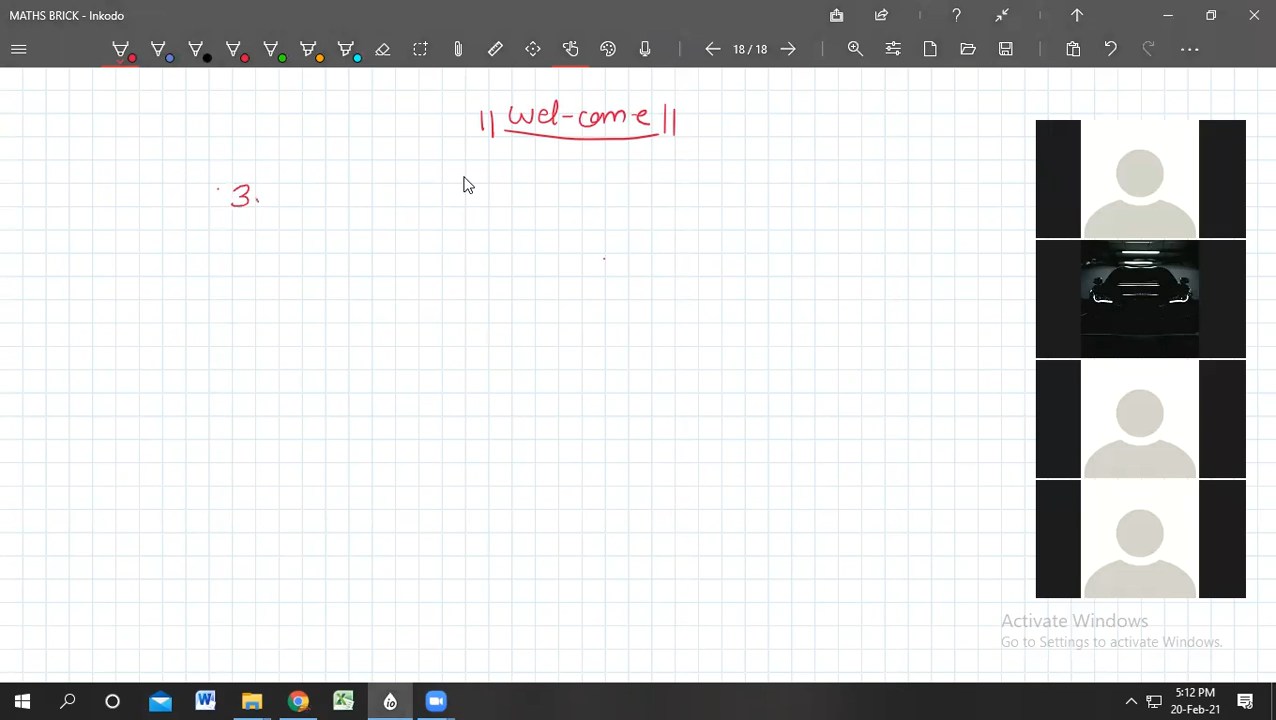 MATHS BRICK - Inkodo
18 / 18
|| wel-come ||
3.
Activate Windows
Go to Settings to activate Windows.
5:12 PM
20-Feb-21